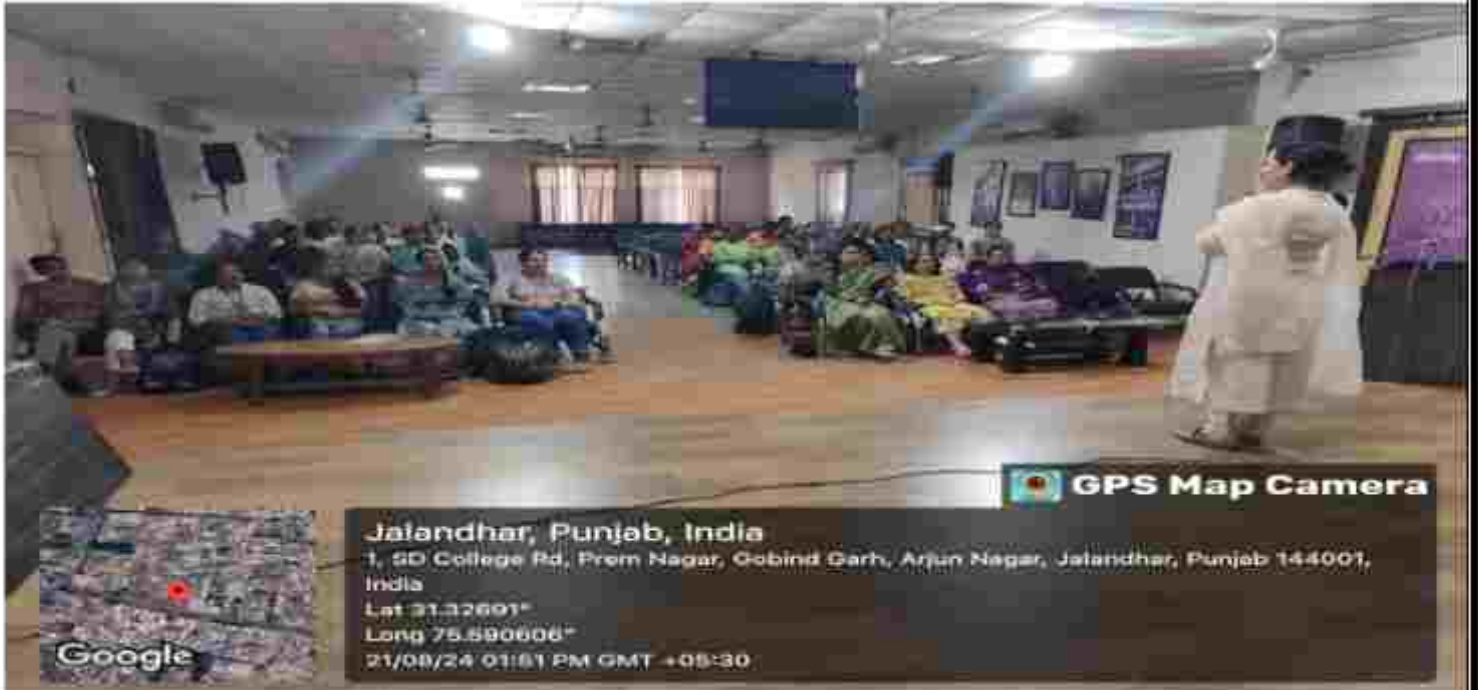 GPS Map Camera
Jalandhar, Punjab, India
1, SD College Rd, Prem Nagar, Gobind Garh, Arjun Nagar, Jalandhar, Punjab 144001,
India
Lat 31.32691°
Long 75.590606°
21/08/24 01:51 PM GMT +05:30
Google